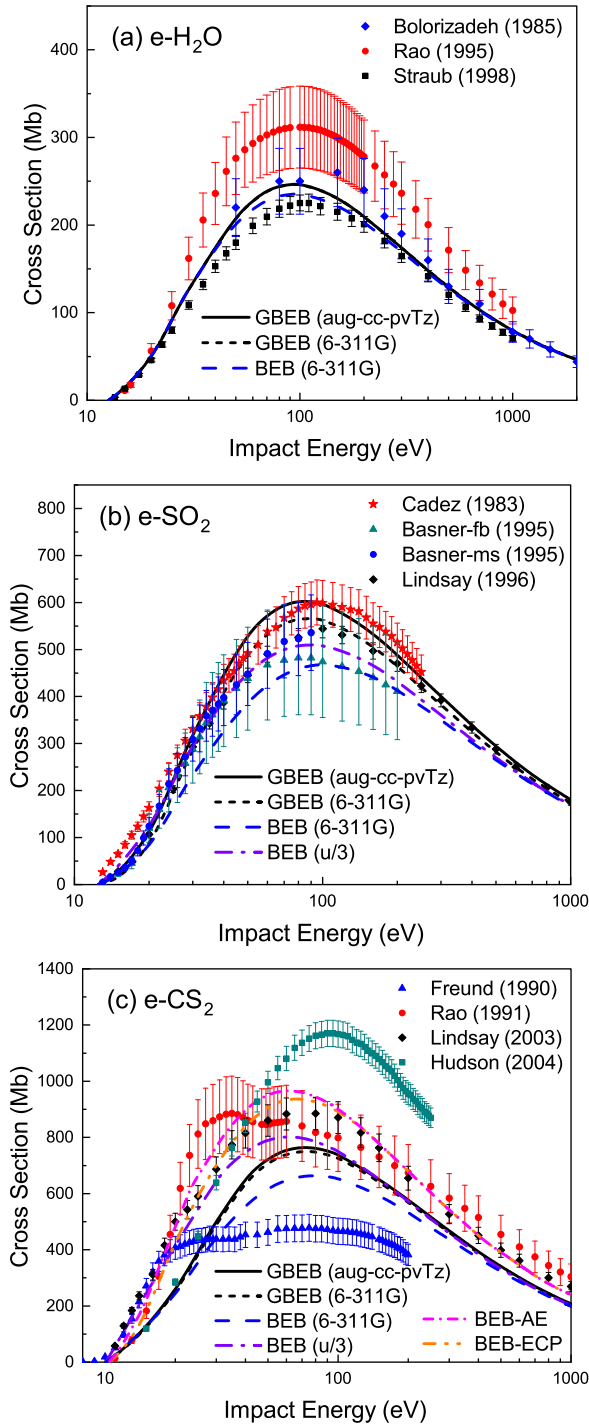 (a) e-H₂O
Bolorizadeh (1985)
Rao (1995)
Straub (1998)
400
300
200
100
0
Cross Section (Mb)
GBEB (aug-cc-pvTz)
GBEB (6-311G)
BEB (6-311G)
10
100
1000
Impact Energy (eV)
(b) e-SO₂
Cadez (1983)
Basner-fb (1995)
Basner-ms (1995)
Lindsay (1996)
800
700
600
500
400
300
200
100
0
Cross Section (Mb)
GBEB (aug-cc-pvTz)
GBEB (6-311G)
BEB (6-311G)
BEB (u/3)
10
100
1000
Impact Energy (eV)
(c) e-CS₂
Freund (1990)
Rao (1991)
Lindsay (2003)
Hudson (2004)
1400
1200
1000
800
600
400
200
0
Cross Section (Mb)
GBEB (aug-cc-pvTz)
GBEB (6-311G)
BEB (6-311G)
BEB (u/3)
BEB-AE
BEB-ECP
10
100
1000
Impact Energy (eV)